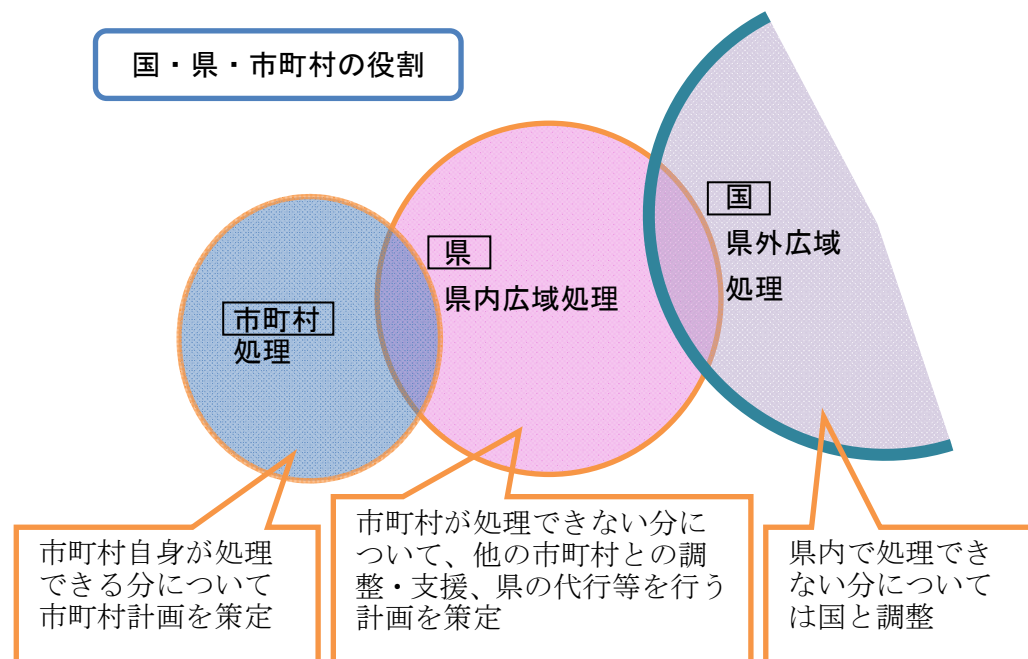 国・県・市町村の役割
国
県外広域
処理
県
県内広域処理
市町村
処理
市町村自身が処理
できる分について
市町村計画を策定
市町村が処理できない分に
ついて、他の市町村との調
整・支援、県の代行等を行う
計画を策定
県内で処理でき
ない分について
は国と調整